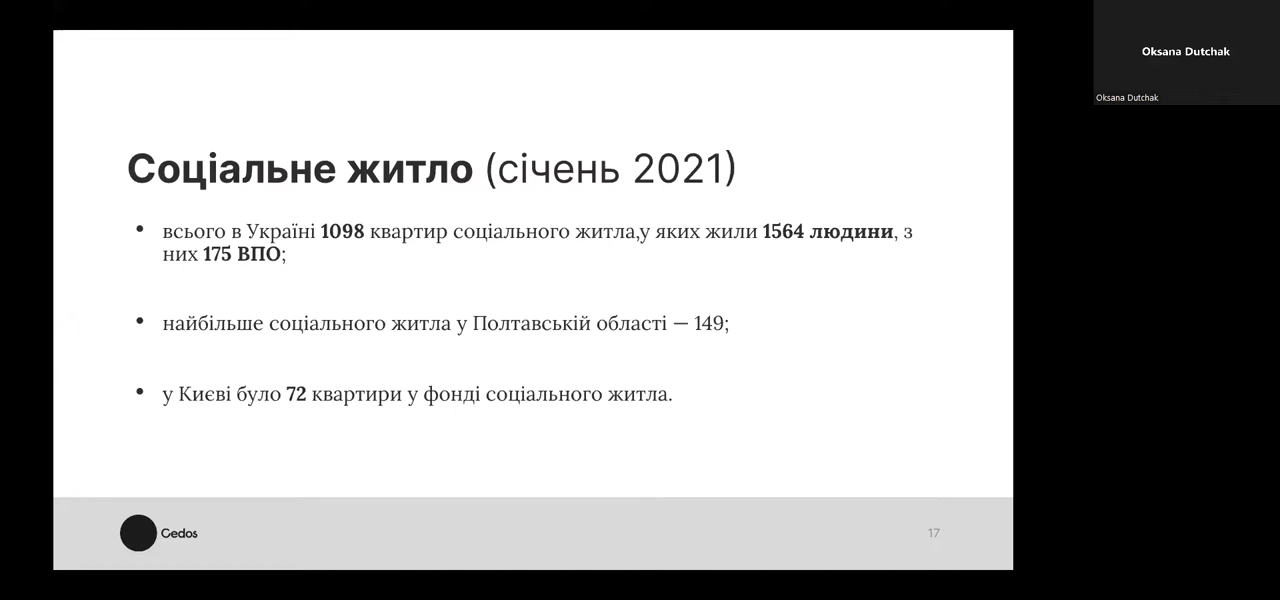 Oksana Dutchak
Oksana Dutchak
Соціальне житло (січень 2021)
• всього в Україні 1098 квартир соціального житла,у яких жили 1564 людини, з
них 175 ВПО;
• найбільше соціального житла у Полтавській області — 149;
• у Києві було 72 квартири у фонді соціального житла.
Cedos
17